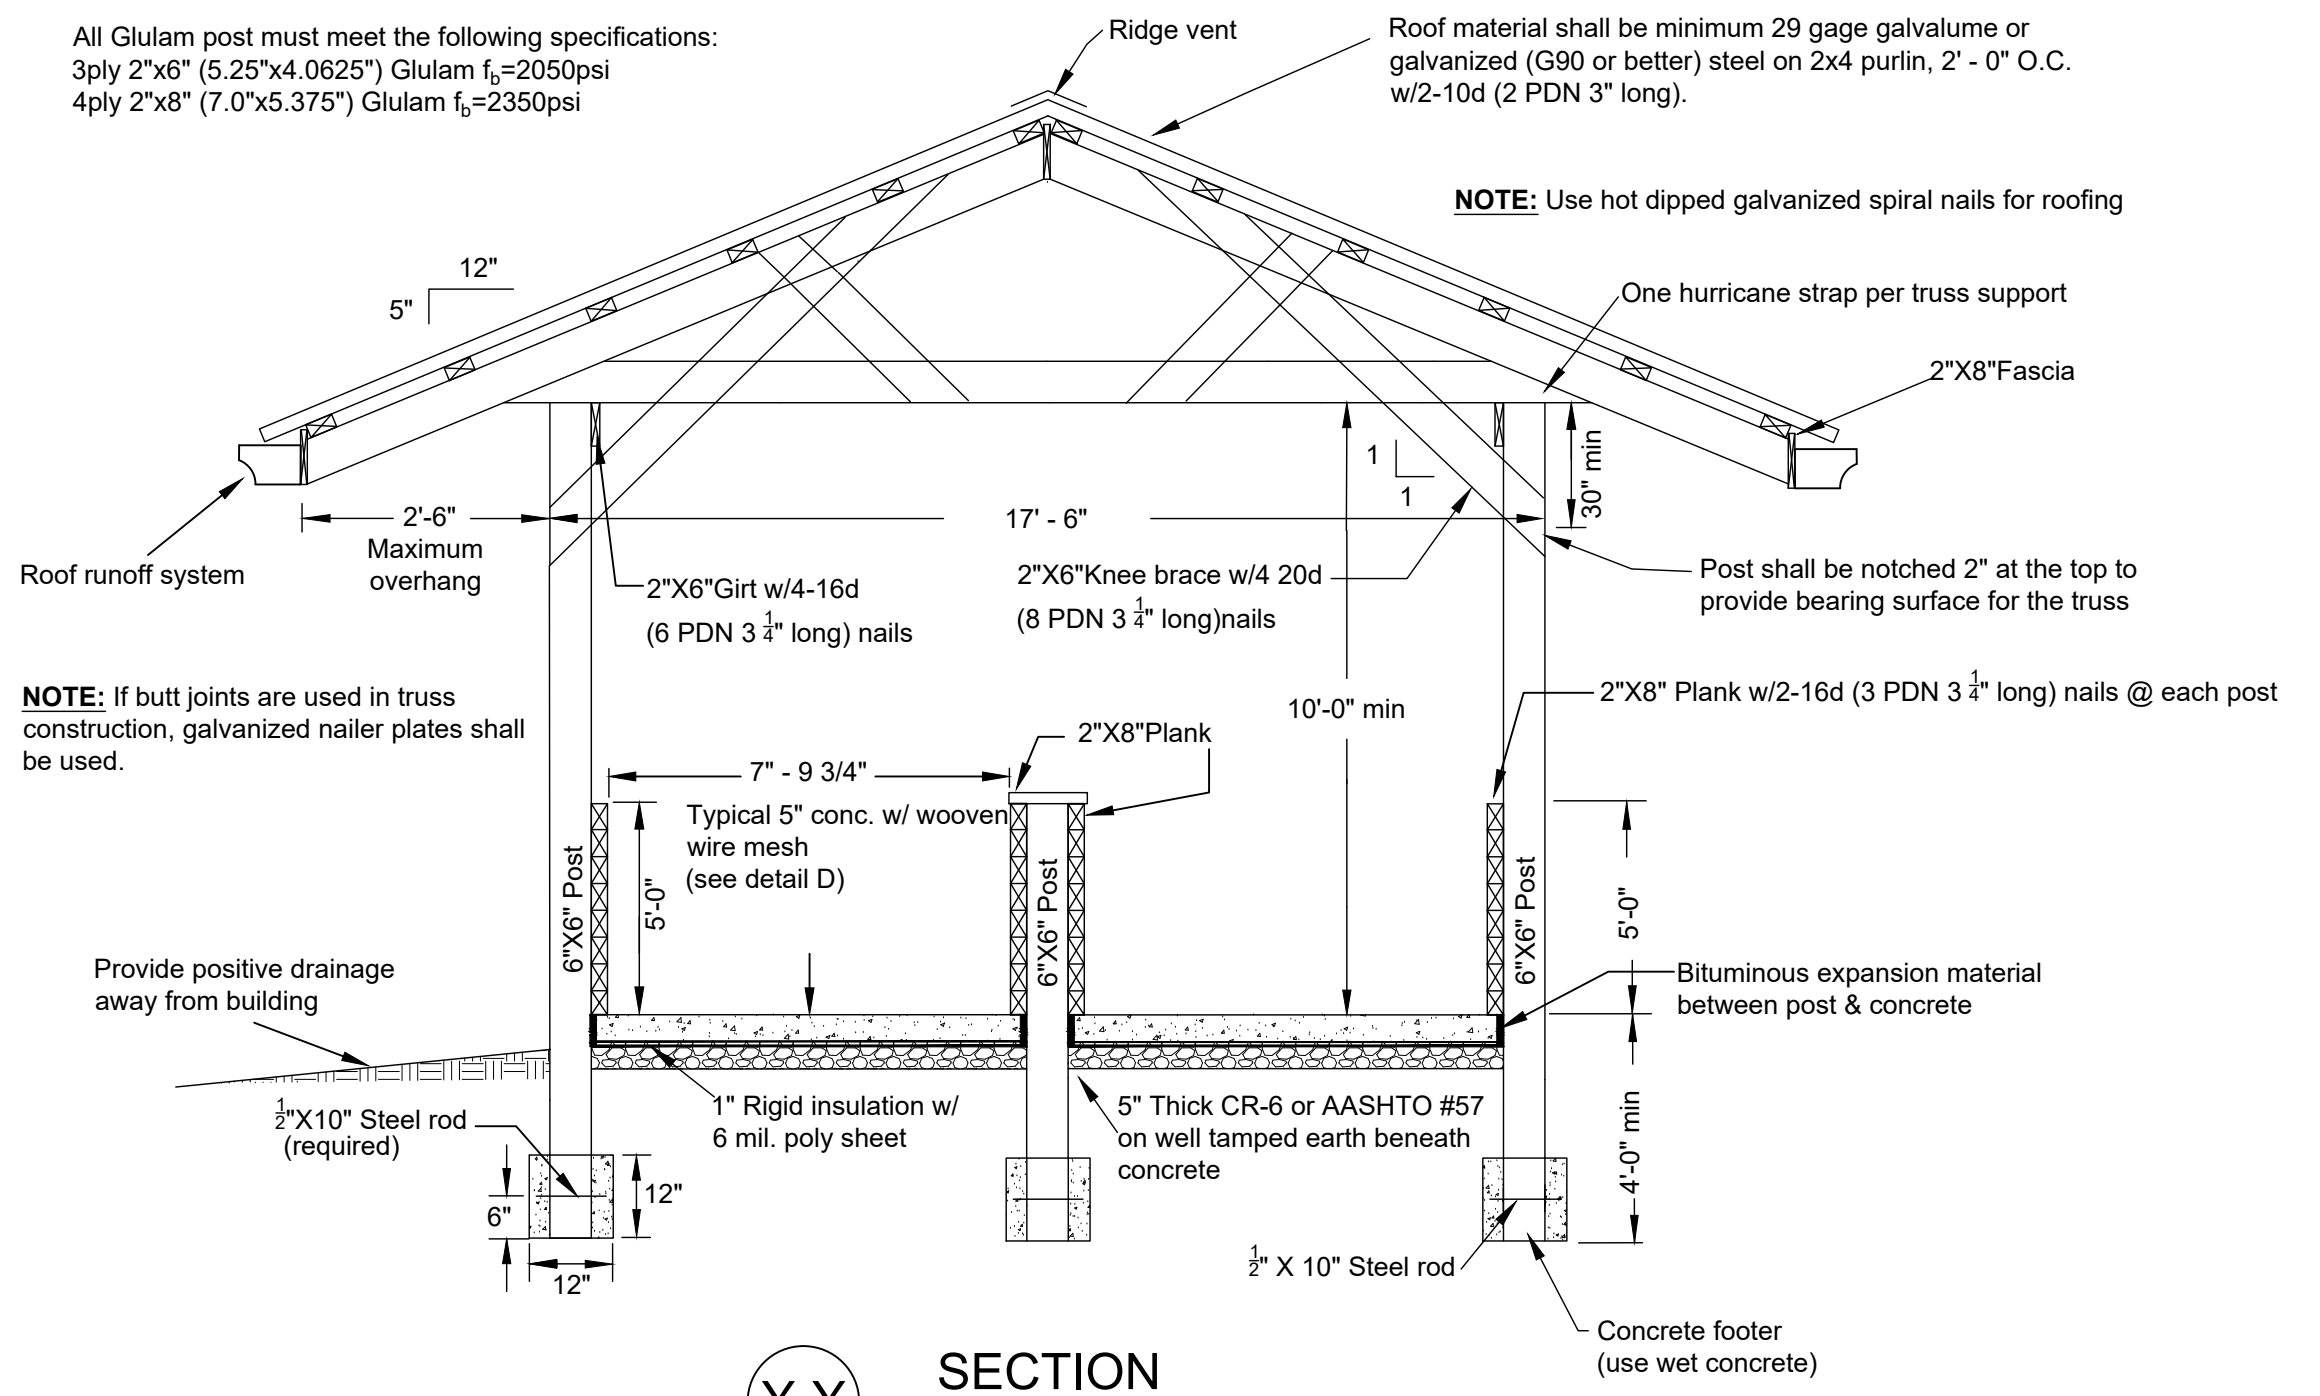 All Glulam post must meet the following specifications:
3ply 2"x6" (5.25"x4.0625") Glulam fb=2050psi
4ply 2"x8" (7.0"x5.375") Glulam fb=2350psi
Ridge vent
Roof material shall be minimum 29 gage galvalume or
galvanized (G90 or better) steel on 2x4 purlin, 2' - 0" O.C.
w/2-10d (2 PDN 3" long).
NOTE: Use hot dipped galvanized spiral nails for roofing
12"
5"
One hurricane strap per truss support
2"X8"Fascia
1
1
30" min
2'-6"
Maximum
overhang
17' - 6"
Roof runoff system
2"X6"Girt w/4-16d
(6 PDN 3 1/4" long) nails
2"X6"Knee brace w/4 20d
(8 PDN 3 1/4" long)nails
Post shall be notched 2" at the top to
provide bearing surface for the truss
NOTE: If butt joints are used in truss
construction, galvanized nailer plates shall
be used.
10'-0" min
2"X8" Plank w/2-16d (3 PDN 3 1/4" long) nails @ each post
2"X8"Plank
7" - 9 3/4"
Typical 5" conc. w/ wooven
wire mesh
(see detail D)
6"X6" Post
5'-0"
6"X6" Post
6"X6" Post
5'-0"
Provide positive drainage
away from building
Bituminous expansion material
between post & concrete
1/2"X10" Steel rod
(required)
1" Rigid insulation w/
6 mil. poly sheet
5" Thick CR-6 or AASHTO #57
on well tamped earth beneath
concrete
4'-0" min
12"
6"
12"
1/2" X 10" Steel rod
Concrete footer
(use wet concrete)
X-X
SECTION